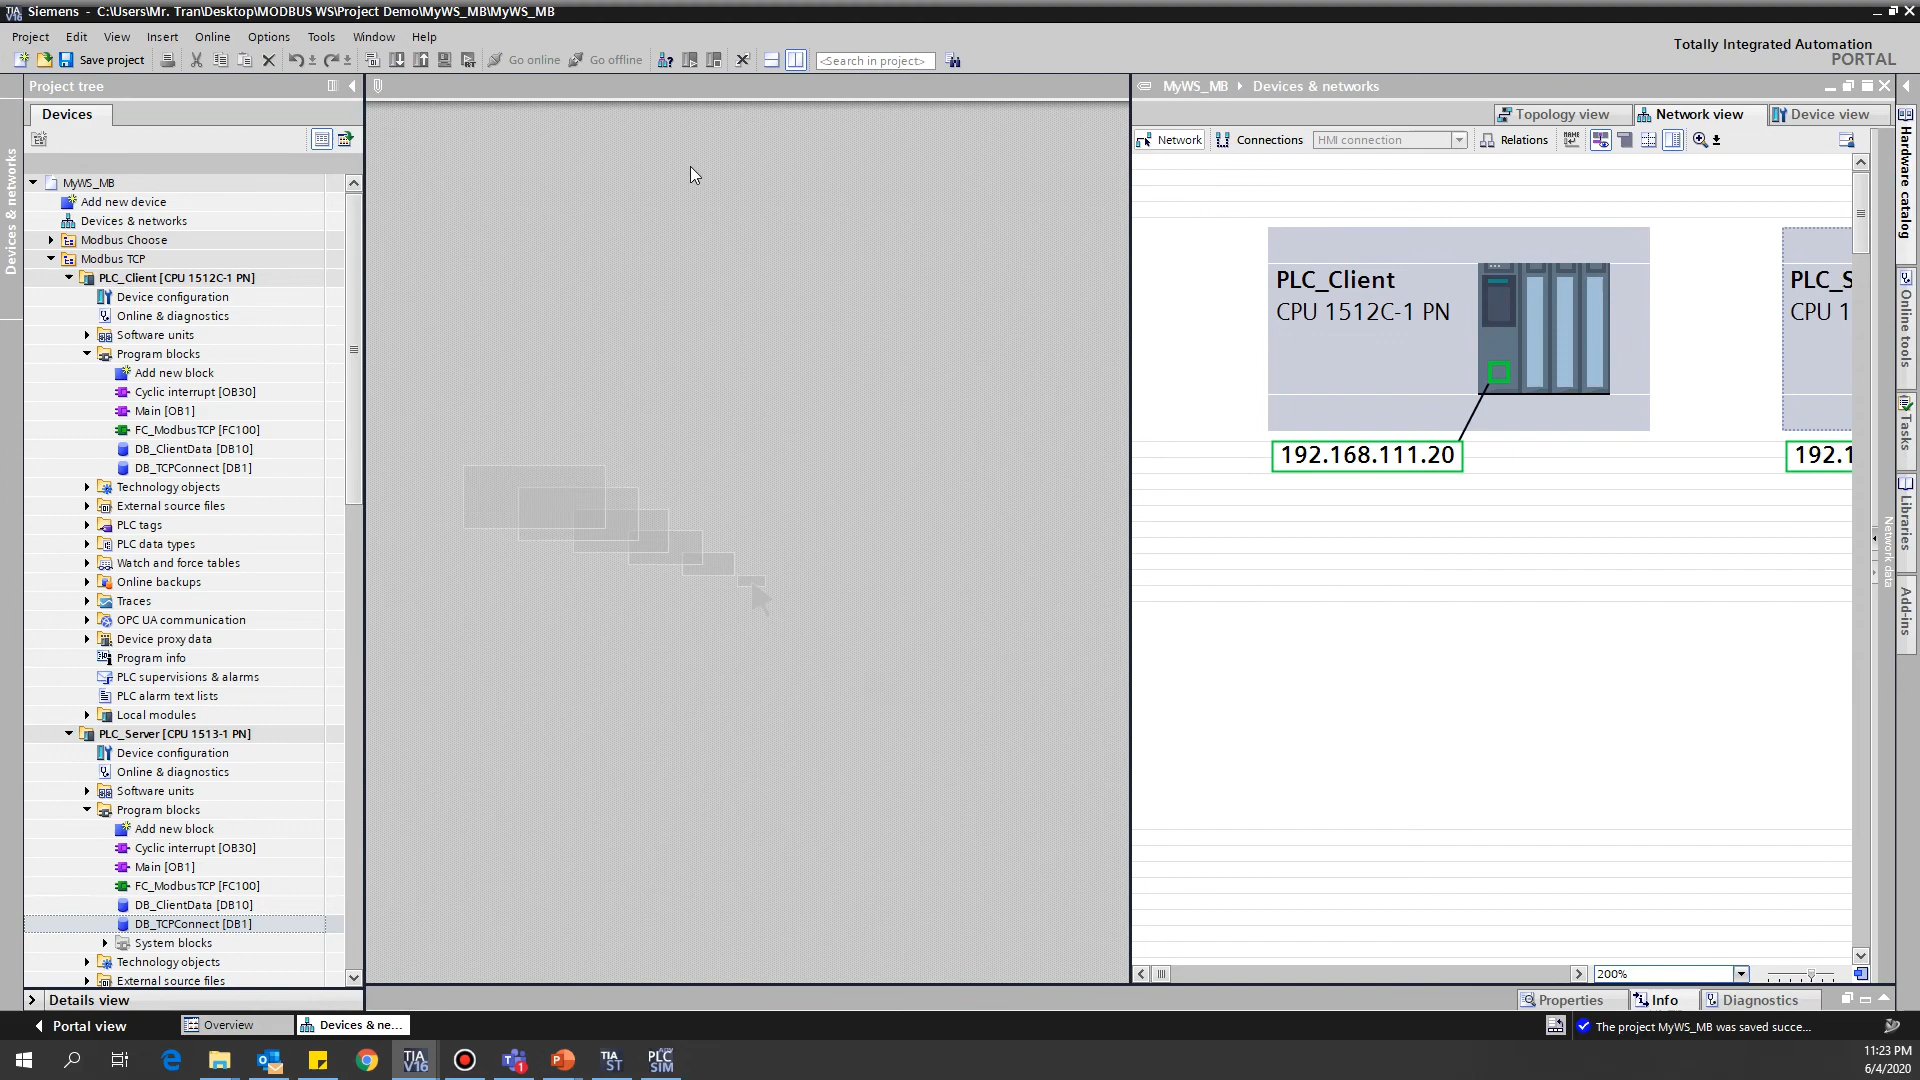 Siemens - C:\Users\Mr. Tran\Desktop\MODBUS WS\Project Demo\MyWS_MB\MyWS_MB
Project Edit View Insert Online Options Tools Window Help
Totally Integrated Automation
PORTAL
Save project
Go online
Go offline
<Search in project>
Project tree
MyWS_MB
Devices & networks
Devices
Topology view
Network view
Device view
Network
Connections
HMI connection
Relations
Devices & networks
MyWS_MB
Add new device
Devices & networks
Modbus Choose
Modbus TCP
PLC_Client [CPU 1512C-1 PN]
Device configuration
Online & diagnostics
Software units
Program blocks
Add new block
Cyclic interrupt [OB30]
Main [OB1]
FC_ModbusTCP [FC100]
DB_ClientData [DB10]
DB_TCPConnect [DB1]
Technology objects
External source files
PLC tags
PLC data types
Watch and force tables
Online backups
Traces
OPC UA communication
Device proxy data
Program info
PLC supervisions & alarms
PLC alarm text lists
Local modules
PLC_Server [CPU 1513-1 PN]
Device configuration
Online & diagnostics
Software units
Program blocks
Add new block
Cyclic interrupt [OB30]
Main [OB1]
FC_ModbusTCP [FC100]
DB_ClientData [DB10]
DB_TCPConnect [DB1]
System blocks
Technology objects
External source files
PLC_Client
CPU 1512C-1 PN
192.168.111.20
PLC_S
CPU 1
192.1
Hardware catalog
Online tools
Tasks
Libraries
Add-ins
Network data
200%
Details view
Properties
Info
Diagnostics
Portal view
Overview
Devices & ne...
The project MyWS_MB was saved succe...
TIA
V16
TIA
ST
PLC
SIM
11:23 PM
6/4/2020